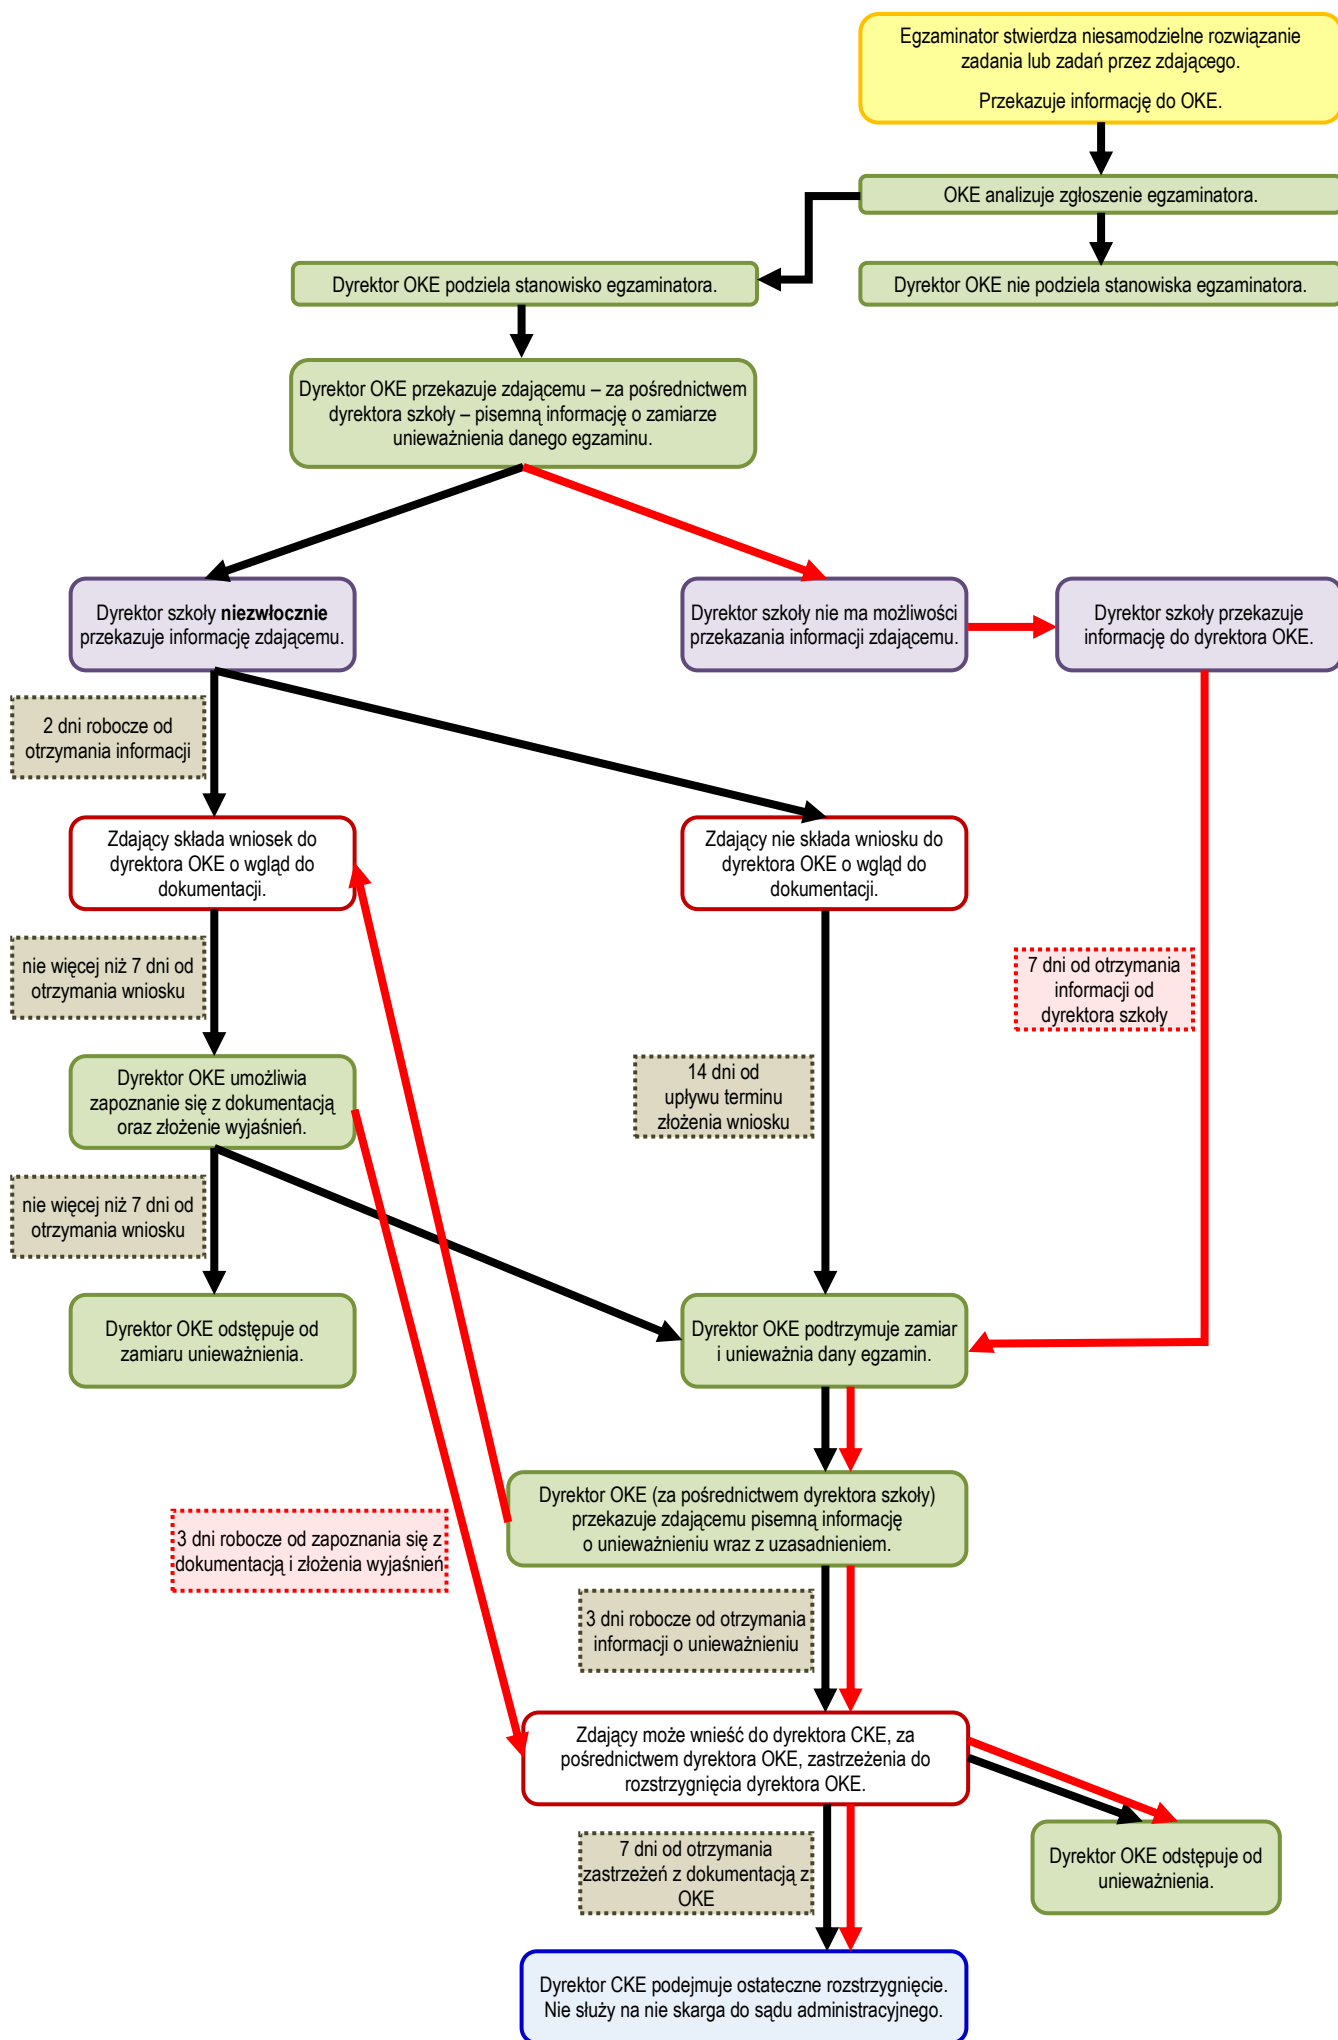 Egzaminator stwierdza niesamodzielne rozwiązanie
zadania lub zadań przez zdającego.
Przekazuje informację do OKE.
OKE analizuje zgłoszenie egzaminatora.
Dyrektor OKE podziela stanowisko egzaminatora.
Dyrektor OKE nie podziela stanowiska egzaminatora.
Dyrektor OKE przekazuje zdającemu – za pośrednictwem
dyrektora szkoły – pisemną informację o zamiarze
unieważnienia danego egzaminu.
Dyrektor szkoły niezwłocznie
przekazuje informację zdającemu.
Dyrektor szkoły nie ma możliwości
przekazania informacji zdającemu.
Dyrektor szkoły przekazuje
informację do dyrektora OKE.
2 dni robocze od
otrzymania informacji
Zdający składa wniosek do
dyrektora OKE o wgląd do
dokumentacji.
Zdający nie składa wniosku do
dyrektora OKE o wgląd do
dokumentacji.
nie więcej niż 7 dni od
otrzymania wniosku
7 dni od otrzymania
informacji od
dyrektora szkoły
Dyrektor OKE umożliwia
zapoznanie się z dokumentacją
oraz złożenie wyjaśnień.
14 dni od
upływu terminu
złożenia wniosku
nie więcej niż 7 dni od
otrzymania wniosku
Dyrektor OKE odstępuje od
zamiaru unieważnienia.
Dyrektor OKE podtrzymuje zamiar
i unieważnia dany egzamin.
Dyrektor OKE (za pośrednictwem dyrektora szkoły)
przekazuje zdającemu pisemną informację
o unieważnieniu wraz z uzasadnieniem.
3 dni robocze od zapoznania się z
dokumentacją i złożenia wyjaśnień
3 dni robocze od otrzymania
informacji o unieważnieniu
Zdający może wnieść do dyrektora CKE, za
pośrednictwem dyrektora OKE, zastrzeżenia do
rozstrzygnięcia dyrektora OKE.
7 dni od otrzymania
zastrzeżeń z dokumentacją z
OKE
Dyrektor OKE odstępuje od
unieważnienia.
Dyrektor CKE podejmuje ostateczne rozstrzygnięcie.
Nie służy na nie skarga do sądu administracyjnego.